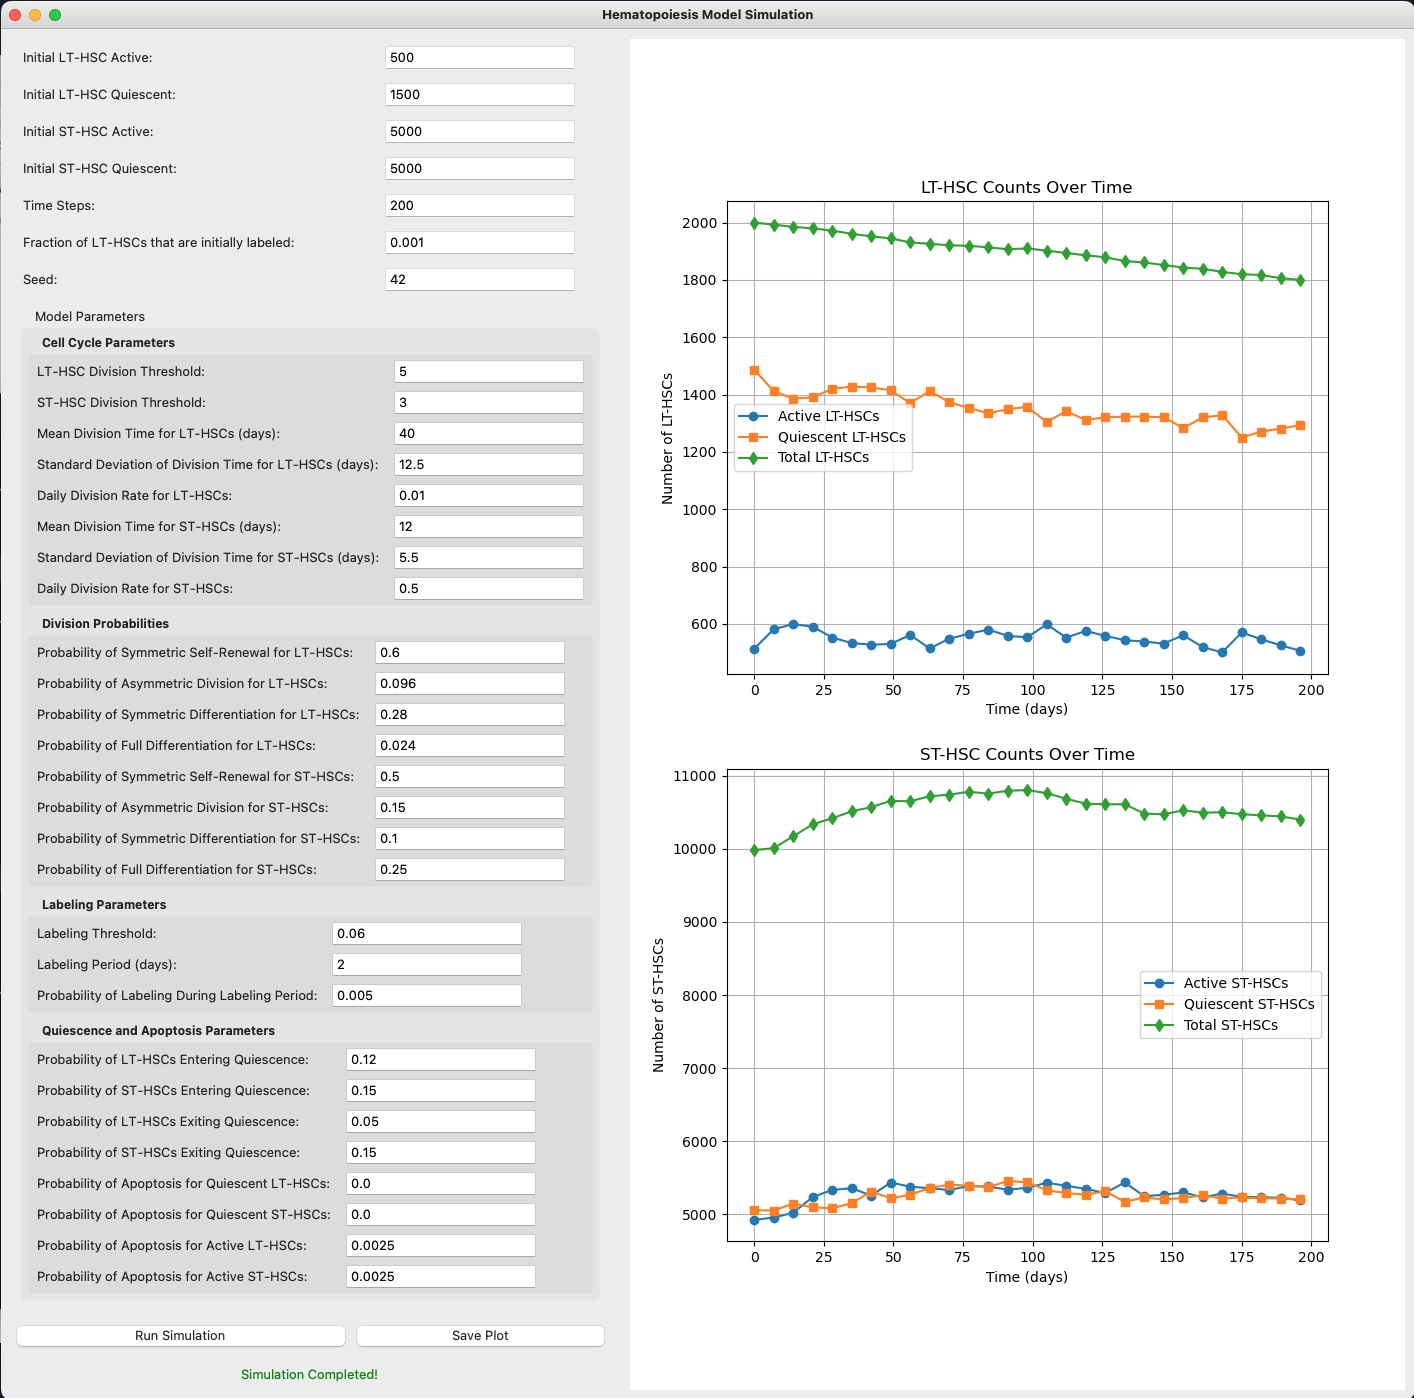 Hematopoiesis Model Simulation
Initial LT-HSC Active: 500
Initial LT-HSC Quiescent: 1500
Initial ST-HSC Active: 5000
Initial ST-HSC Quiescent: 5000
Time Steps: 200
Fraction of LT-HSCs that are initially labeled: 0.001
Seed: 42
Model Parameters
Cell Cycle Parameters
LT-HSC Division Threshold: 5
ST-HSC Division Threshold: 3
Mean Division Time for LT-HSCs (days): 40
Standard Deviation of Division Time for LT-HSCs (days): 12.5
Daily Division Rate for LT-HSCs: 0.01
Mean Division Time for ST-HSCs (days): 12
Standard Deviation of Division Time for ST-HSCs (days): 5.5
Daily Division Rate for ST-HSCs: 0.5
Division Probabilities
Probability of Symmetric Self-Renewal for LT-HSCs: 0.6
Probability of Asymmetric Division for LT-HSCs: 0.096
Probability of Symmetric Differentiation for LT-HSCs: 0.28
Probability of Full Differentiation for LT-HSCs: 0.024
Probability of Symmetric Self-Renewal for ST-HSCs: 0.5
Probability of Asymmetric Division for ST-HSCs: 0.15
Probability of Symmetric Differentiation for ST-HSCs: 0.1
Probability of Full Differentiation for ST-HSCs: 0.25
Labeling Parameters
Labeling Threshold: 0.06
Labeling Period (days): 2
Probability of Labeling During Labeling Period: 0.005
Quiescence and Apoptosis Parameters
Probability of LT-HSCs Entering Quiescence: 0.12
Probability of ST-HSCs Entering Quiescence: 0.15
Probability of LT-HSCs Exiting Quiescence: 0.05
Probability of ST-HSCs Exiting Quiescence: 0.15
Probability of Apoptosis for Quiescent LT-HSCs: 0.0
Probability of Apoptosis for Quiescent ST-HSCs: 0.0
Probability of Apoptosis for Active LT-HSCs: 0.0025
Probability of Apoptosis for Active ST-HSCs: 0.0025
Run Simulation
Save Plot
Simulation Completed!
LT-HSC Counts Over Time
Number of LT-HSCs
2000
1800
1600
1400
1200
1000
800
600
Active LT-HSCs
Quiescent LT-HSCs
Total LT-HSCs
0 25 50 75 100 125 150 175 200
Time (days)
ST-HSC Counts Over Time
Number of ST-HSCs
11000
10000
9000
8000
7000
6000
5000
Active ST-HSCs
Quiescent ST-HSCs
Total ST-HSCs
0 25 50 75 100 125 150 175 200
Time (days)